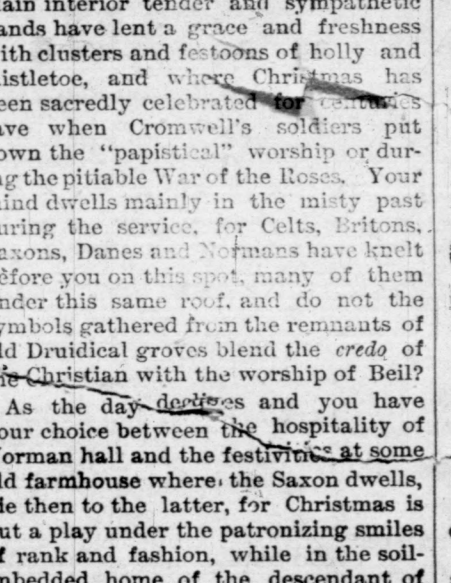 ain interior tender and sympathetic
ands have lent a grace and freshness
ith clusters and festoons of holly and
istletoe, and where Christmas has
een sacredly celebrated for centuries
ave when Cromwell's soldiers put
own the "papistical" worship or dur-
g the pitiable War of the Roses. Your
ind dwells mainly in the misty past
uring the service, for Celts, Britons,
axons, Danes and Normans have knelt
efore you on this spot, many of them
nder this same roof, and do not the
ymbols gathered from the remnants of
ld Druidical groves blend the credo of
he Christian with the worship of Beil?
As the day declines and you have
our choice between the hospitality of
orman hall and the festivities at some
ld farmhouse where the Saxon dwells,
ie then to the latter, for Christmas is
ut a play under the patronizing smiles
f rank and fashion, while in the soil-
mbedded home of the descendant of